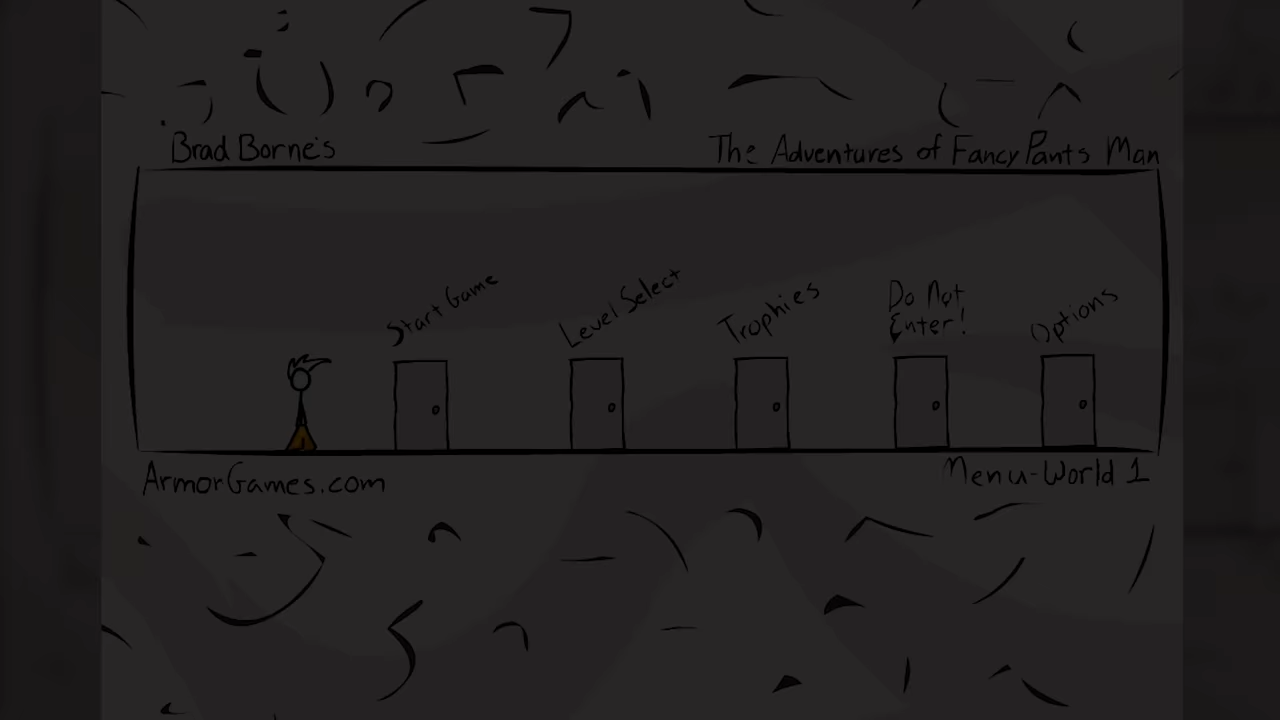 Brad Borne's
The Adventures of Fancy Pants Man
Start Game
Level Select
Trophies
Do Not
Enter!
Options
ArmorGames.com
Menu-World 1